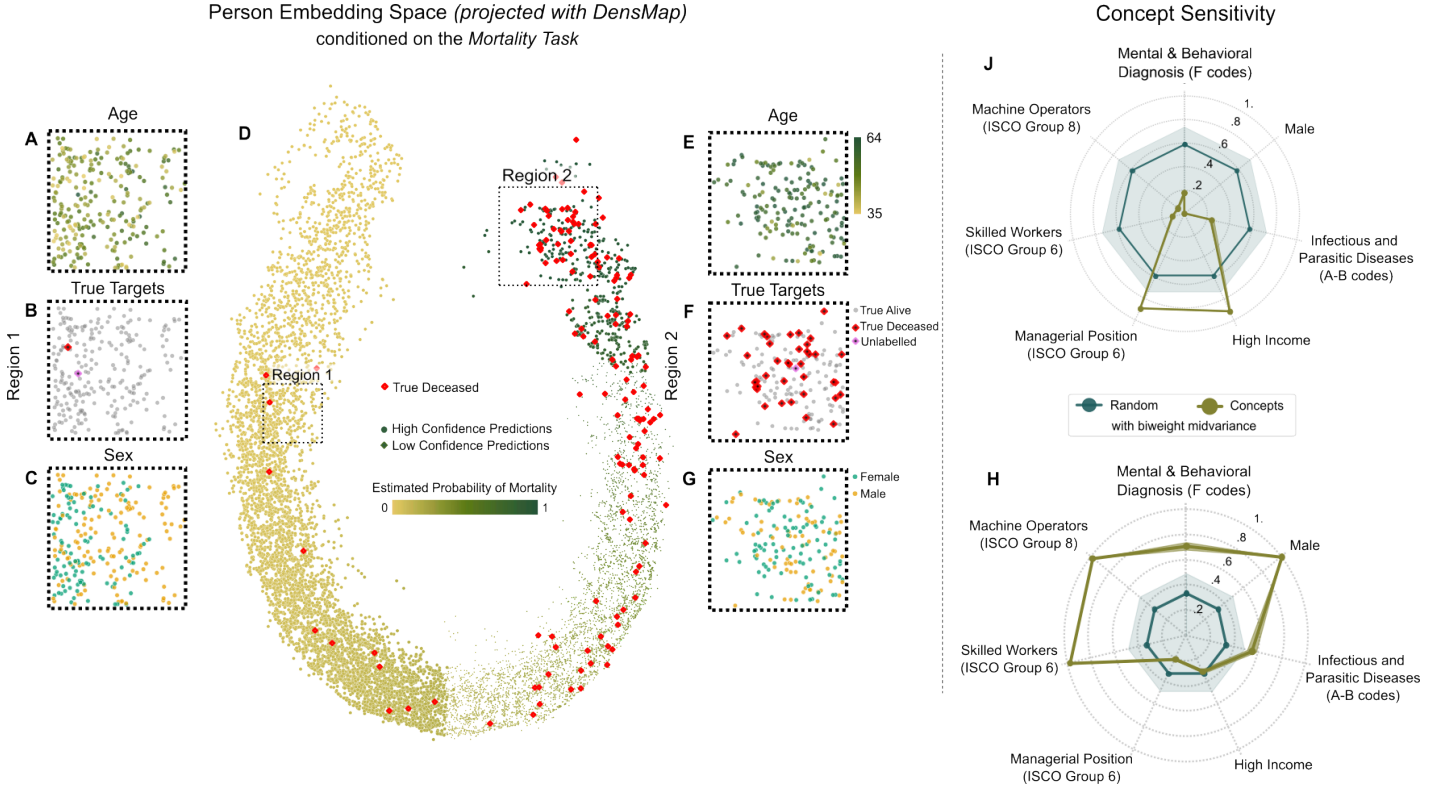 Person Embedding Space (projected with DensMap)
conditioned on the Mortality Task
Concept Sensitivity
A
Age
B
True Targets
C
Sex
Region 1
D
Region 2
Region 1
True Deceased
High Confidence Predictions
Low Confidence Predictions
Estimated Probability of Mortality
0
1
E
Age
64
35
F
True Targets
True Alive
True Deceased
Unlabelled
G
Sex
Female
Male
Region 2
J
Mental & Behavioral
Diagnosis (F codes)
Machine Operators
(ISCO Group 8)
Male
1.
.8
.6
.4
.2
Skilled Workers
(ISCO Group 6)
Infectious and
Parasitic Diseases
(A-B codes)
Managerial Position
(ISCO Group 6)
High Income
Random
Concepts
with biweight midvariance
H
Mental & Behavioral
Diagnosis (F codes)
Machine Operators
(ISCO Group 8)
Male
1.
.8
.6
.4
.2
Skilled Workers
(ISCO Group 6)
Infectious and
Parasitic Diseases
(A-B codes)
Managerial Position
(ISCO Group 6)
High Income